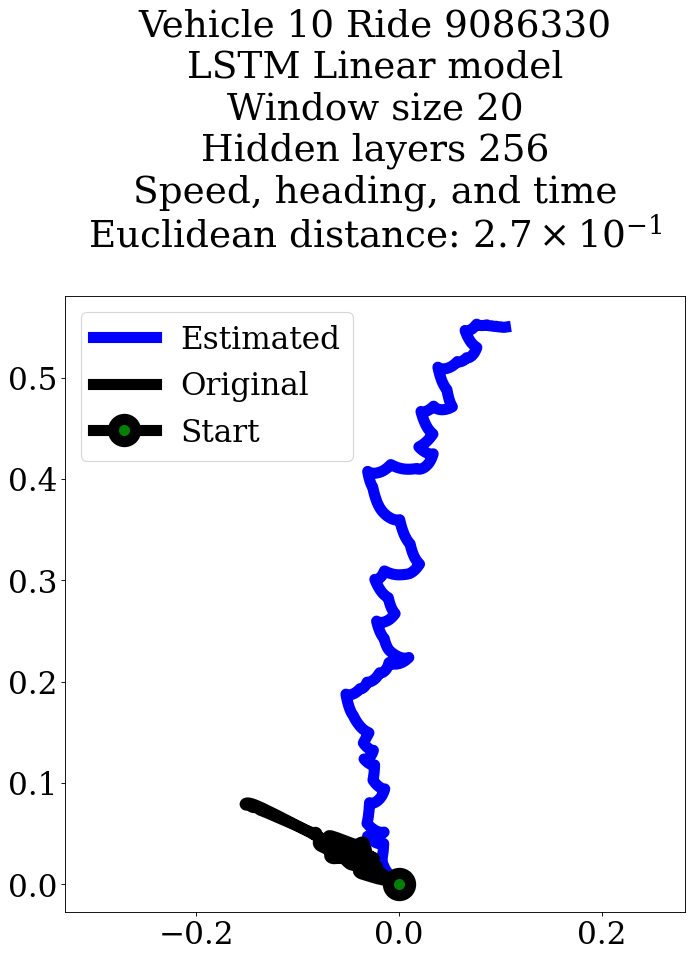 Vehicle 10 Ride 9086330
LSTM Linear model
Window size 20
Hidden layers 256
Speed, heading, and time
Euclidean distance: 2.7 × 10⁻¹
Estimated
Original
Start
0.5
0.4
0.3
0.2
0.1
0.0
−0.2
0.0
0.2